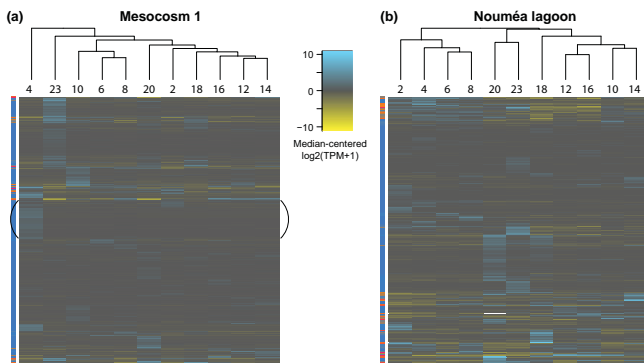 (a) Mesocosm 1
4 23 10 6 8 20 2 18 16 12 14
10
0
−10
Median-centered
log2(TPM+1)
(b) Nouméa lagoon
2 4 6 8 20 23 18 12 16 10 14